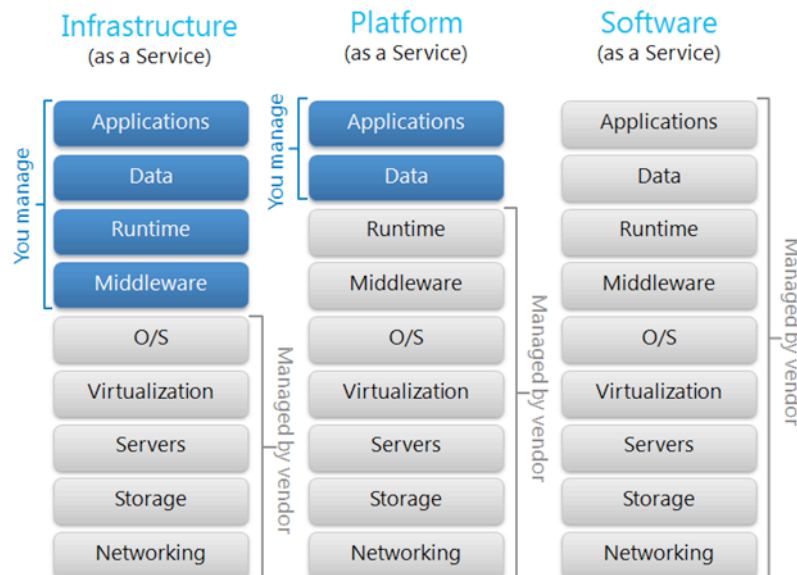 Infrastructure
(as a Service)
You manage
Applications
Data
Runtime
Middleware
O/S
Virtualization
Servers
Storage
Networking
Managed by vendor
Platform
(as a Service)
You manage
Applications
Data
Runtime
Middleware
O/S
Virtualization
Servers
Storage
Networking
Managed by vendor
Software
(as a Service)
Applications
Data
Runtime
Middleware
O/S
Virtualization
Servers
Storage
Networking
Managed by vendor